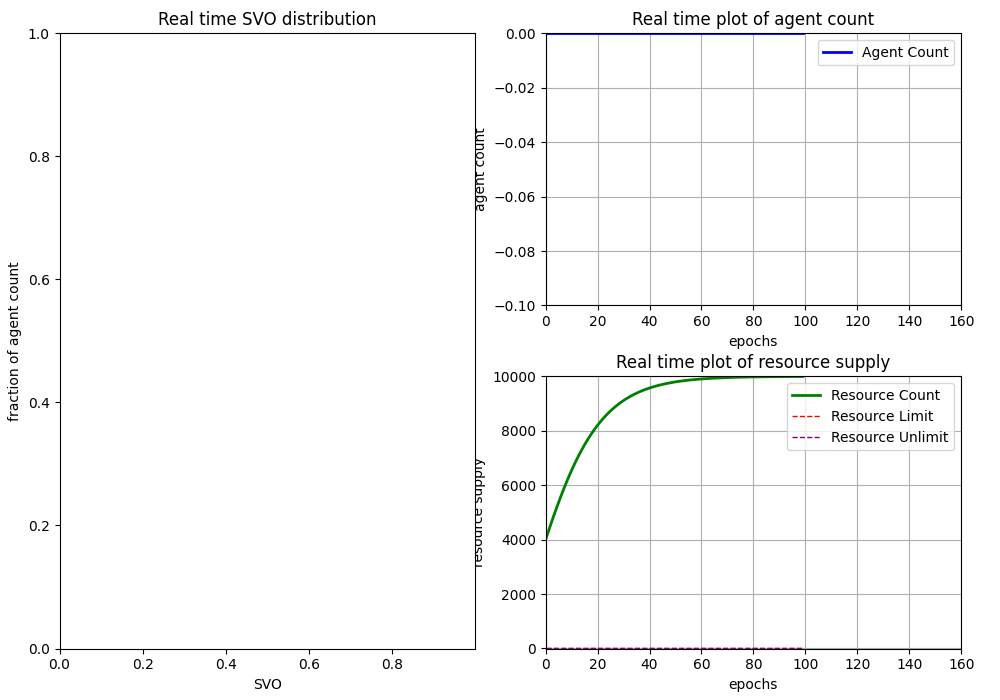 Real time SVO distribution
1.0
0.8
0.6
0.4
0.2
0.0
fraction of agent count
0.0 0.2 0.4 0.6 0.8
SVO
Real time plot of agent count
Agent Count
0.00
−0.02
−0.04
−0.06
−0.08
−0.10
agent count
0 20 40 60 80 100 120 140 160
epochs
Real time plot of resource supply
Resource Count
Resource Limit
Resource Unlimit
10000
8000
6000
4000
2000
0
resource supply
0 20 40 60 80 100 120 140 160
epochs